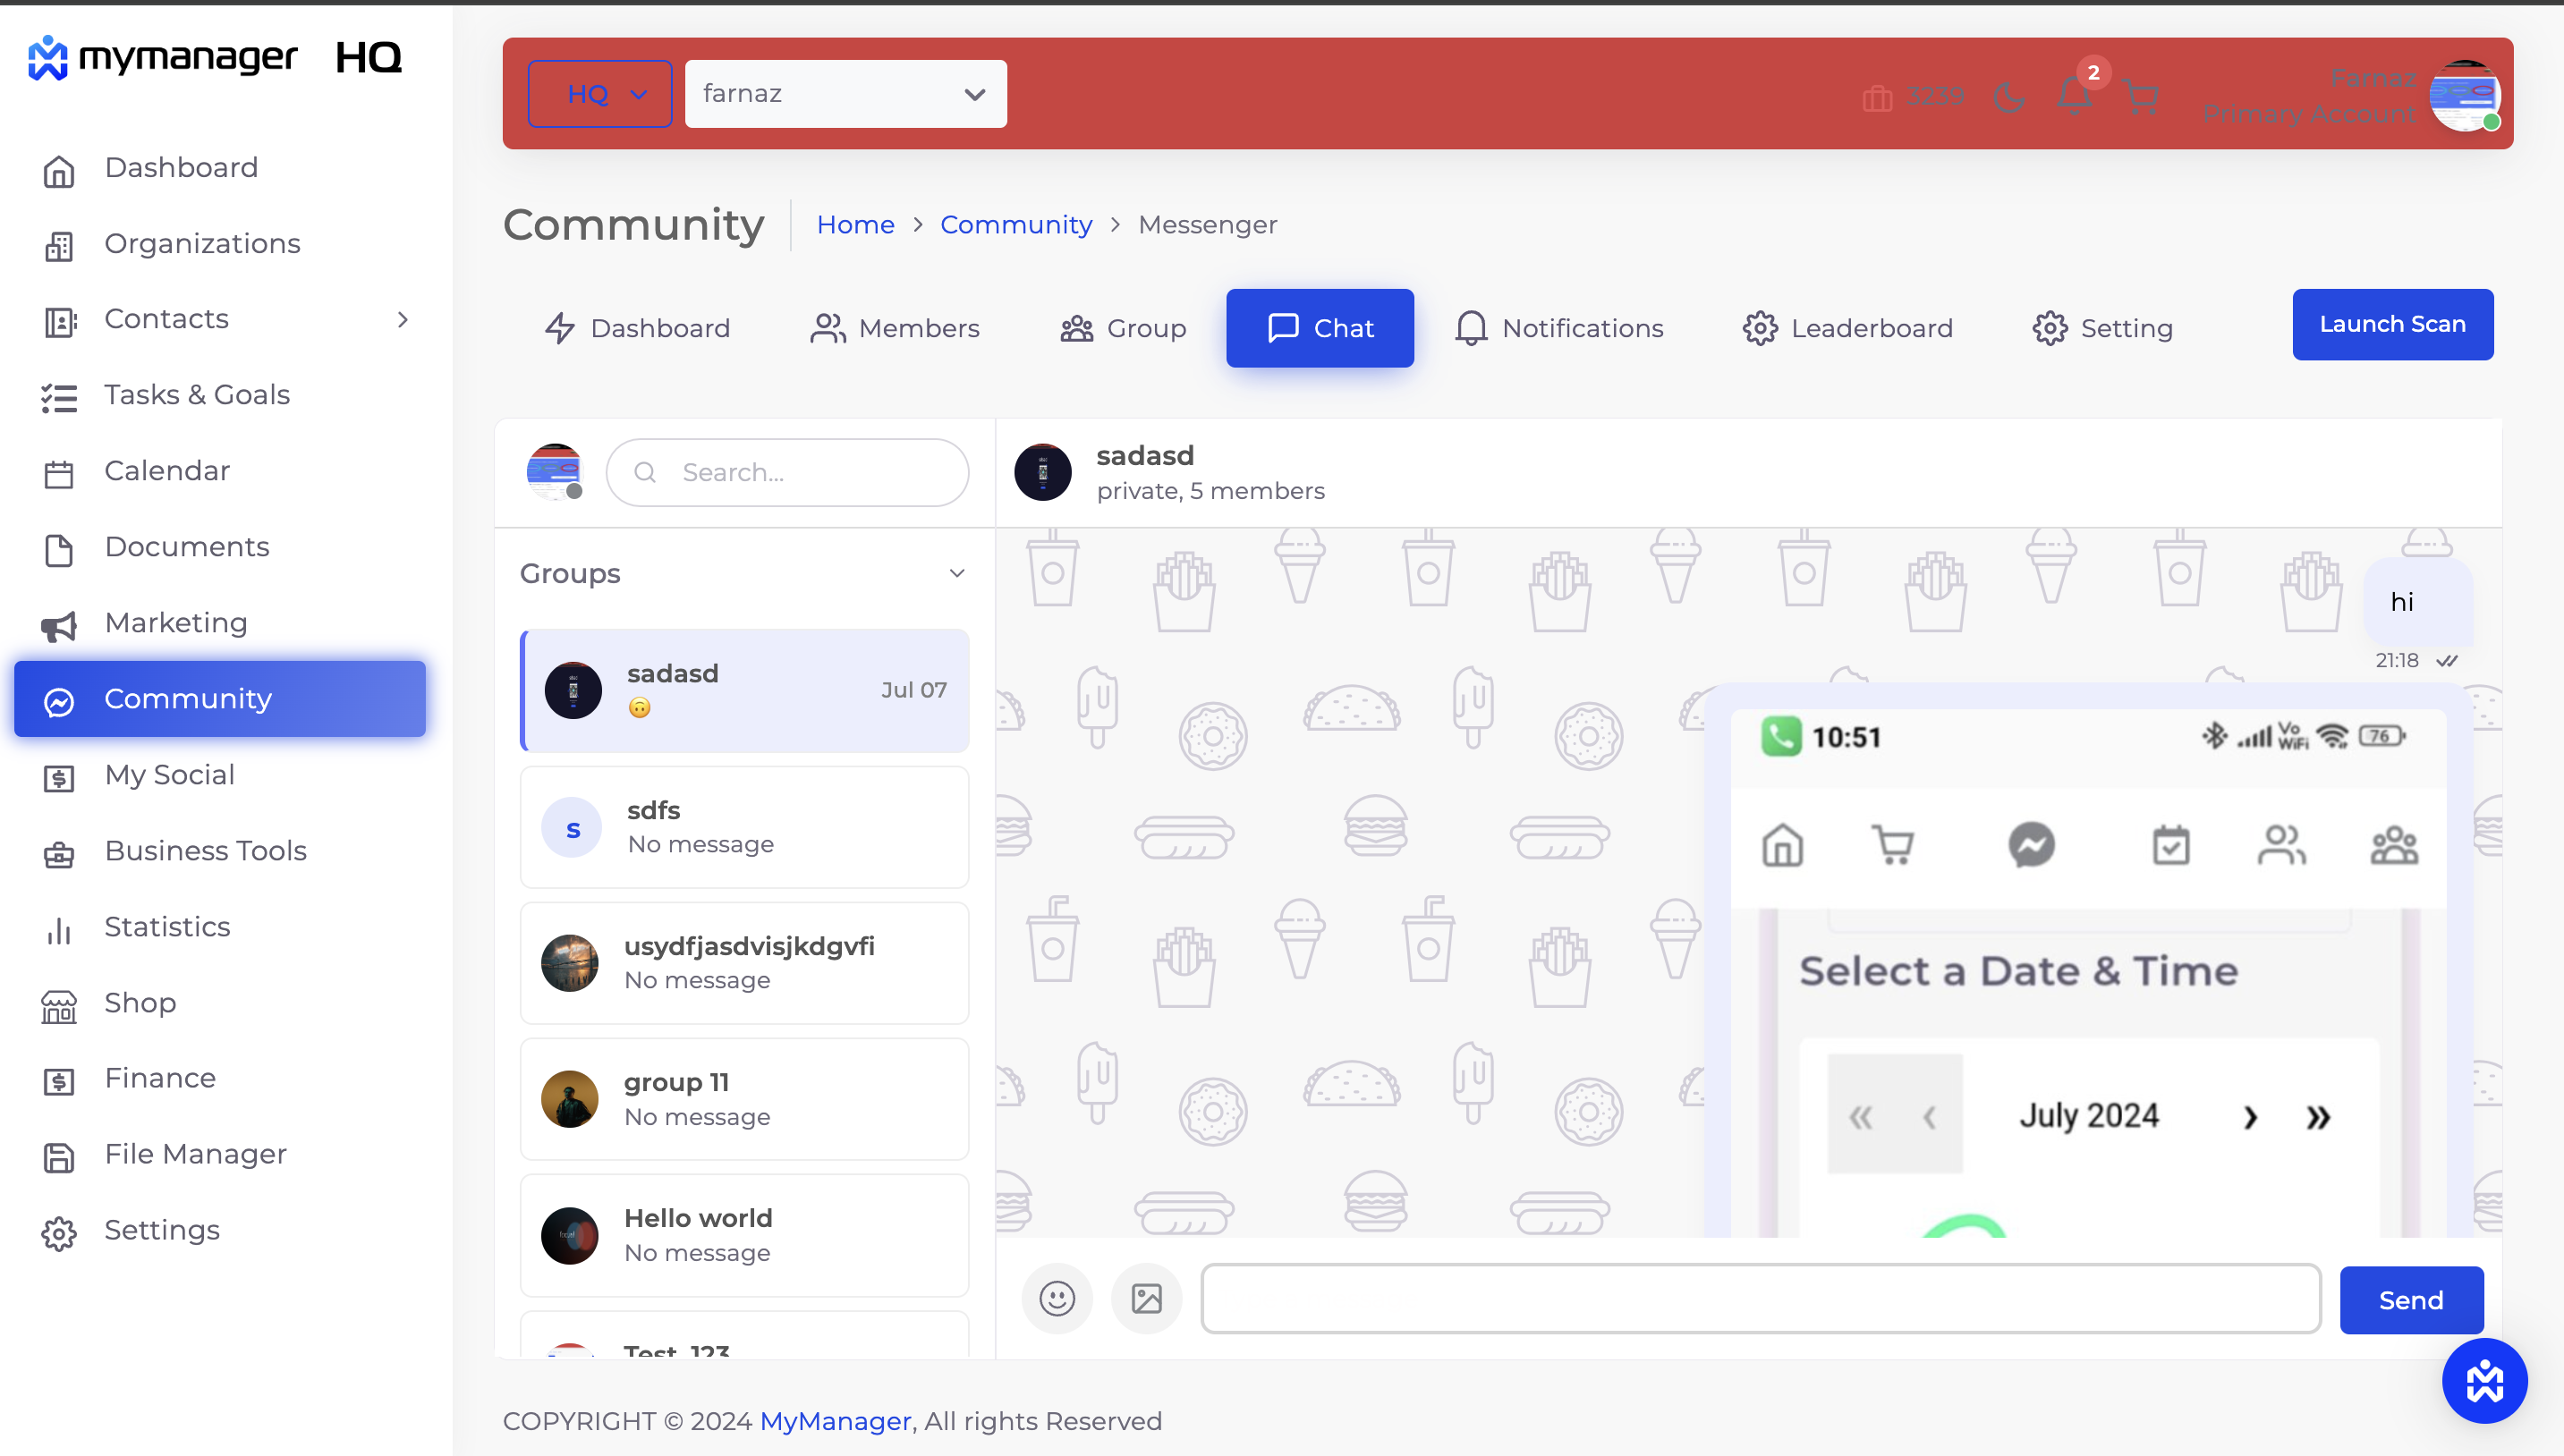 mymanager HQ
Dashboard
Organizations
Contacts
Tasks & Goals
Calendar
Documents
Marketing
Community
My Social
Business Tools
Statistics
Shop
Finance
File Manager
Settings
HQ
farnaz
3239
2
Farnaz
Primary Account
Community
Home > Community > Messenger
Dashboard
Members
Group
Chat
Notifications
Leaderboard
Setting
Launch Scan
Search...
Groups
sadasd
Jul 07
s
sdfs
No message
usydfjasdvisjkdgvfi
No message
group 11
No message
Hello world
No message
Test_123
sadasd
private, 5 members
hi
21:18
10:51
Vo
WiFi
76
Select a Date & Time
« ‹ July 2024 › »
Send
COPYRIGHT © 2024 MyManager, All rights Reserved